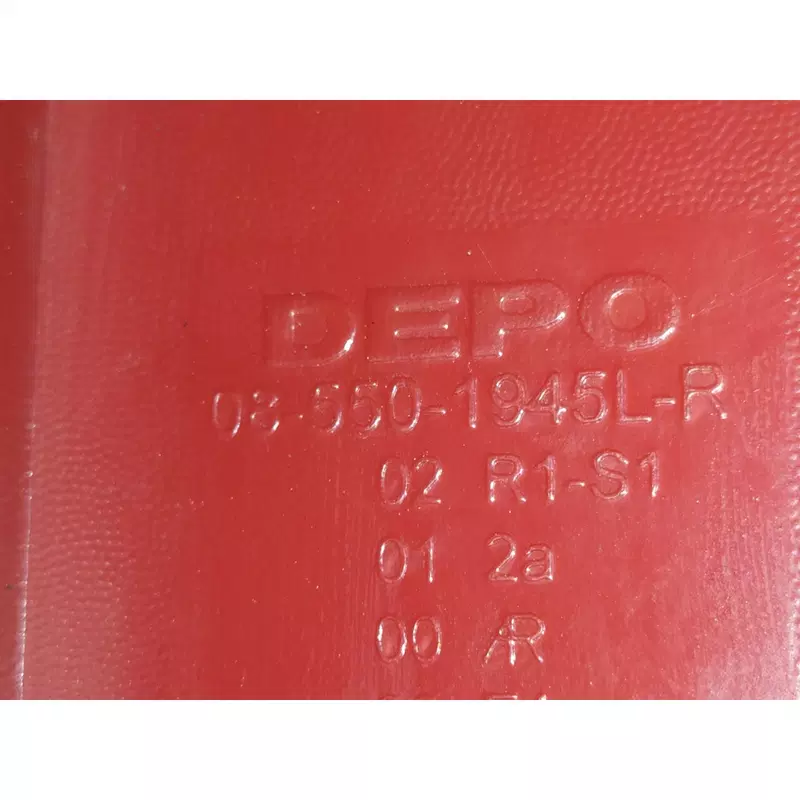 DEPO
08-550-1945L-R
02 R1-S1
01 2a
00 AR